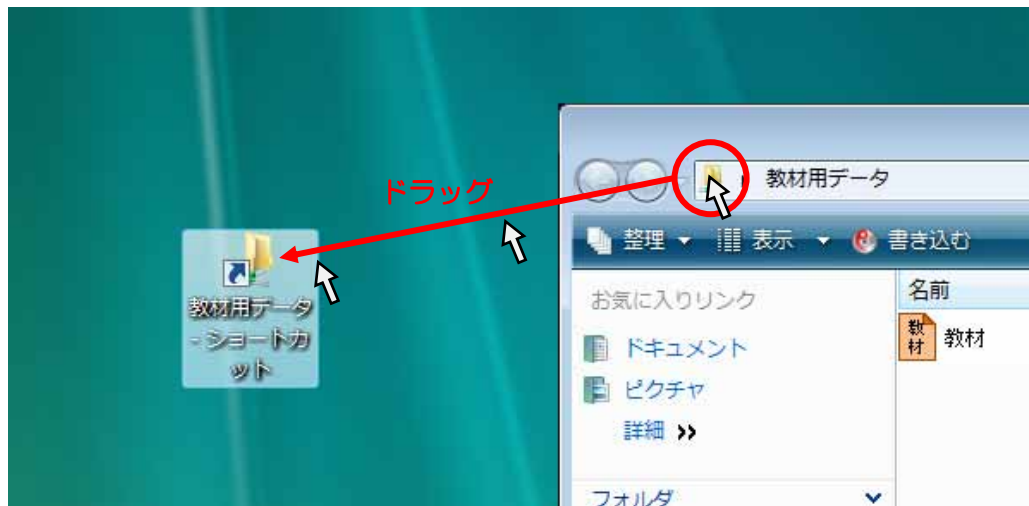 ドラッグ
教材用データ
- ショートカ
ット
教材用データ
整理 表示 書き込む
お気に入りリンク
ドキュメント
ピクチャ
詳細 »
フォルダ
名前
教
材
教材